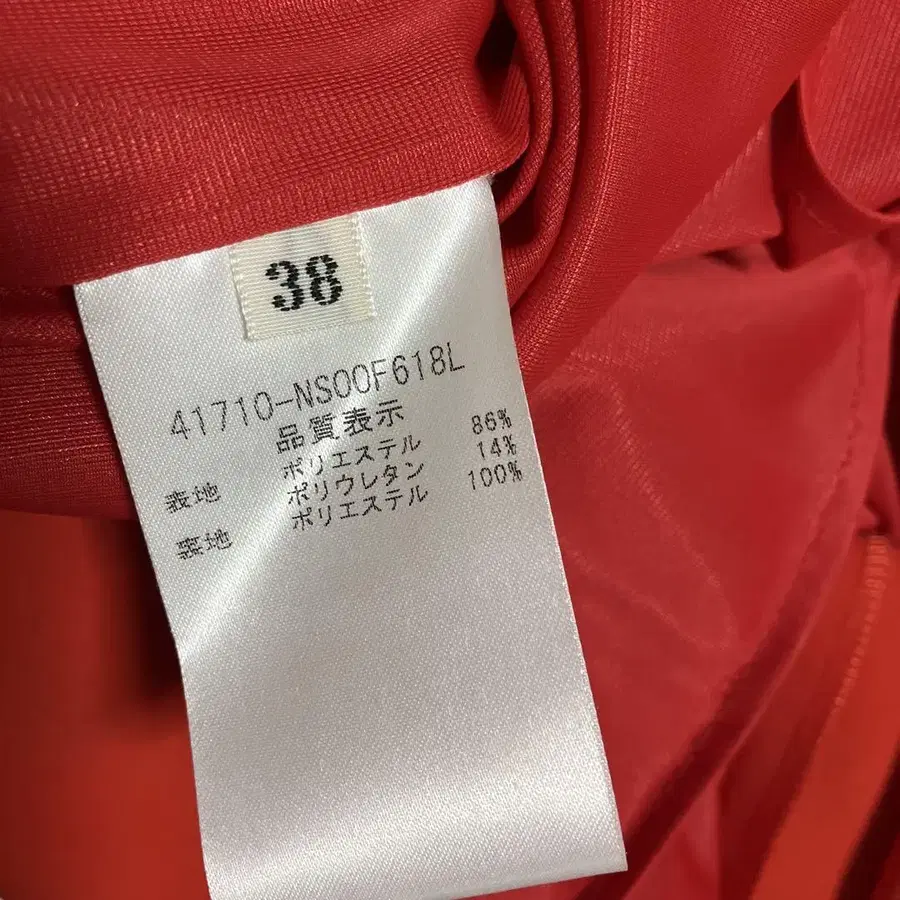 38
41710-NS00F618L
品質表示
表地 ポリエステル 86%
ポリウレタン 14%
裏地 ポリエステル 100%